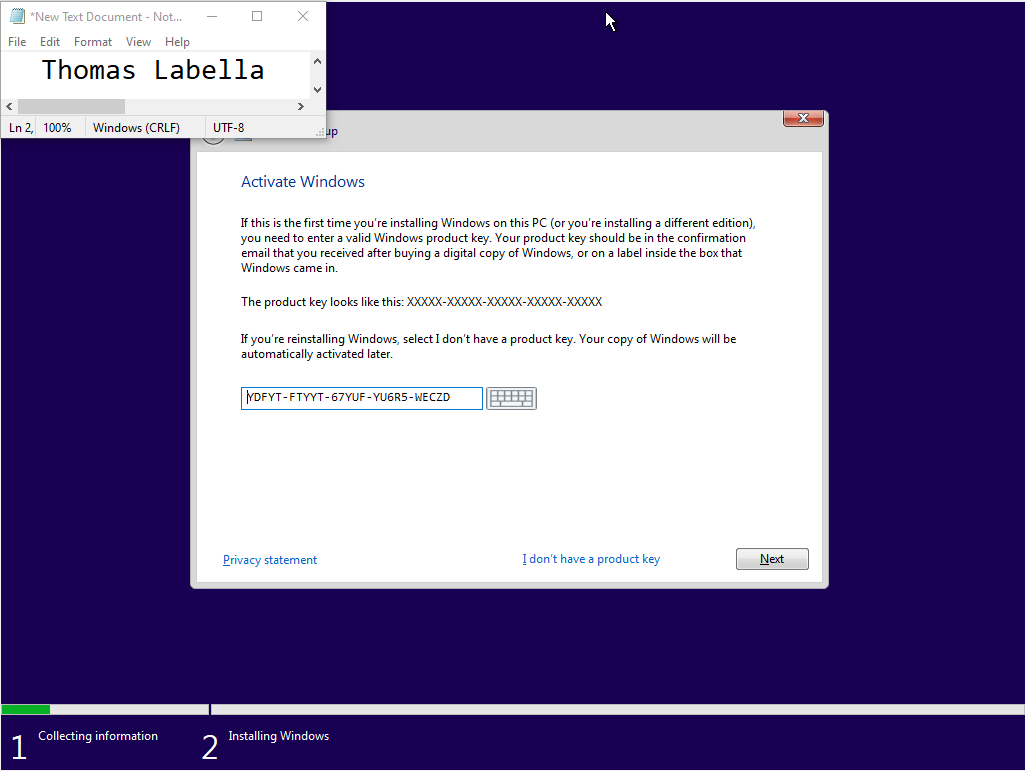 *New Text Document - Not...
File Edit Format View Help
Thomas Labella
Ln 2, 100% Windows (CRLF) UTF-8
up
Activate Windows
If this is the first time you're installing Windows on this PC (or you're installing a different edition),
you need to enter a valid Windows product key. Your product key should be in the confirmation
email that you received after buying a digital copy of Windows, or on a label inside the box that
Windows came in.
The product key looks like this: XXXXX-XXXXX-XXXXX-XXXXX-XXXXX
If you're reinstalling Windows, select I don't have a product key. Your copy of Windows will be
automatically activated later.
YDFYT-FTYYT-67YUF-YU6R5-WECZD
Privacy statement I don't have a product key Next
1 Collecting information 2 Installing Windows